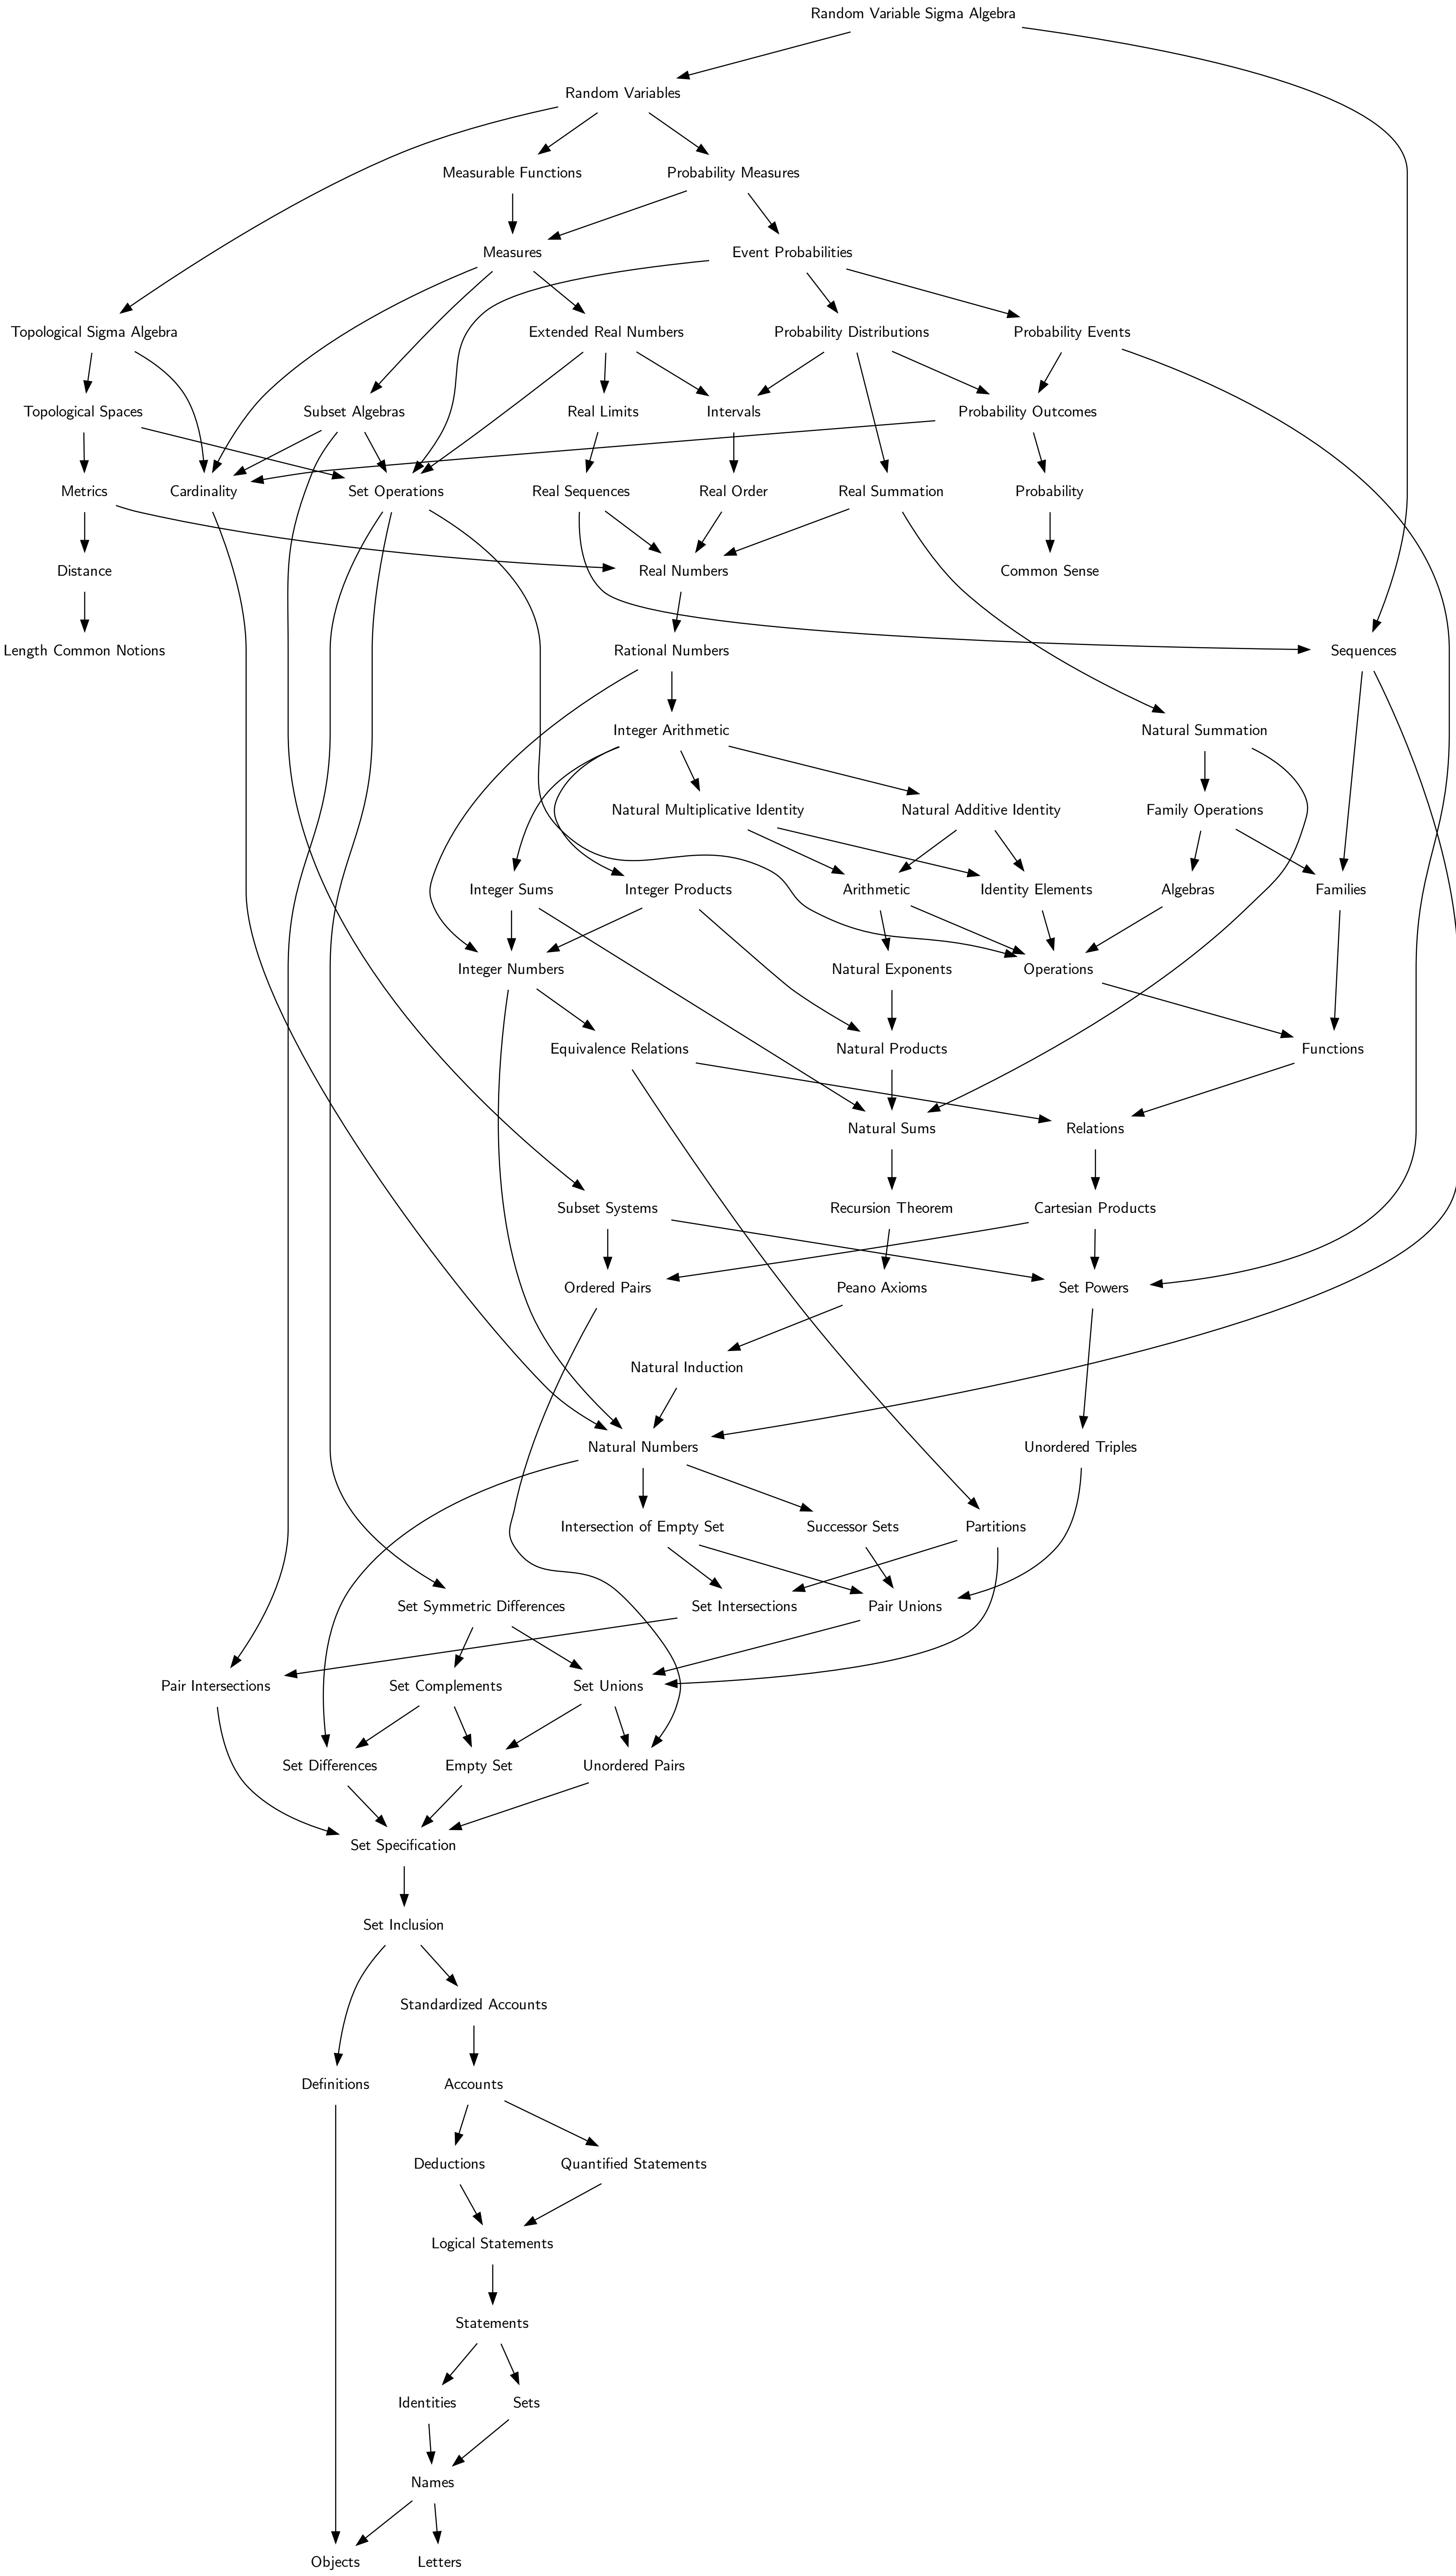 Random Variable Sigma Algebra
Random Variables
Measurable Functions
Probability Measures
Measures
Event Probabilities
Topological Sigma Algebra
Extended Real Numbers
Probability Distributions
Probability Events
Topological Spaces
Subset Algebras
Real Limits
Intervals
Probability Outcomes
Metrics
Cardinality
Set Operations
Real Sequences
Real Order
Real Summation
Probability
Distance
Real Numbers
Common Sense
Length Common Notions
Rational Numbers
Sequences
Integer Arithmetic
Natural Summation
Natural Multiplicative Identity
Natural Additive Identity
Family Operations
Integer Sums
Integer Products
Arithmetic
Identity Elements
Algebras
Families
Integer Numbers
Natural Exponents
Operations
Equivalence Relations
Natural Products
Functions
Natural Sums
Relations
Subset Systems
Recursion Theorem
Cartesian Products
Ordered Pairs
Peano Axioms
Set Powers
Natural Induction
Natural Numbers
Unordered Triples
Intersection of Empty Set
Successor Sets
Partitions
Set Symmetric Differences
Set Intersections
Pair Unions
Pair Intersections
Set Complements
Set Unions
Set Differences
Empty Set
Unordered Pairs
Set Specification
Set Inclusion
Standardized Accounts
Definitions
Accounts
Deductions
Quantified Statements
Logical Statements
Statements
Identities
Sets
Names
Objects
Letters